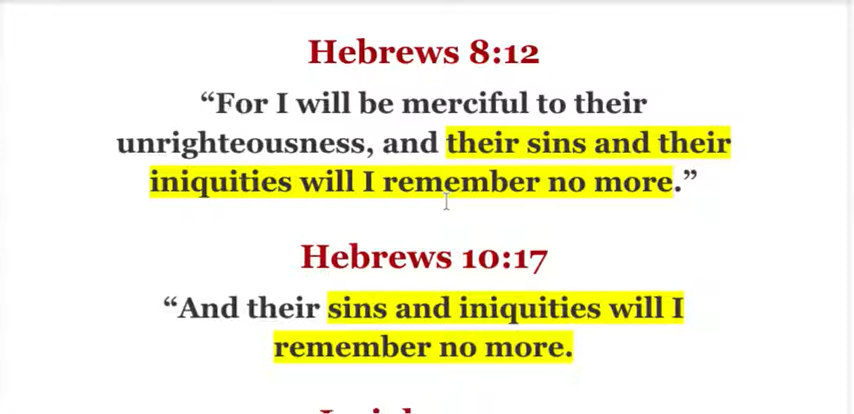 Hebrews 8:12
“For I will be merciful to their
unrighteousness, and their sins and their
iniquities will I remember no more.”
Hebrews 10:17
“And their sins and iniquities will I
remember no more.